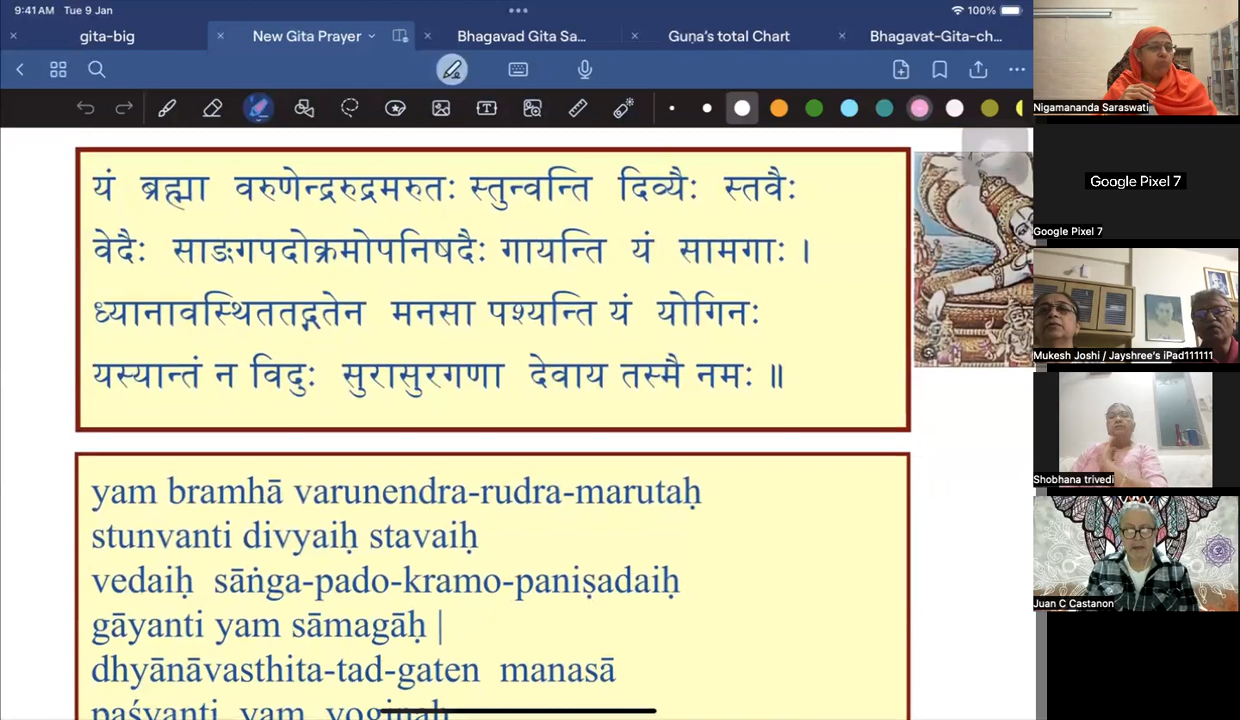 9:41 AM Tue 9 Jan
100%
gita-big
New Gita Prayer
Bhagavad Gita Sa...
Guṇa's total Chart
Bhagavat-Gita-ch...
यं ब्रह्मा वरुणेन्द्ररुद्रमरुतः स्तुन्वन्ति दिव्यैः स्तवैः
वेदैः साङगपदोक्रमोपनिषदैः गायन्ति यं सामगाः ।
ध्यानावस्थिततद्गतेन मनसा पश्यन्ति यं योगिनः
यस्यान्तं न विदुः सुरासुरगणा देवाय तस्मै नमः ॥
yam bramhā varunendra-rudra-marutaḥ
stunvanti divyaiḥ stavaiḥ
vedaiḥ sāṅga-pado-kramo-paniṣadaiḥ
gāyanti yam sāmagāḥ |
dhyānāvasthita-tad-gaten manasā
paśyanti yam yoginaḥ
Nigamananda Saraswati
Google Pixel 7
Google Pixel 7
Mukesh Joshi / Jayshree's iPad111111
Shobhana trivedi
Juan C Castanon